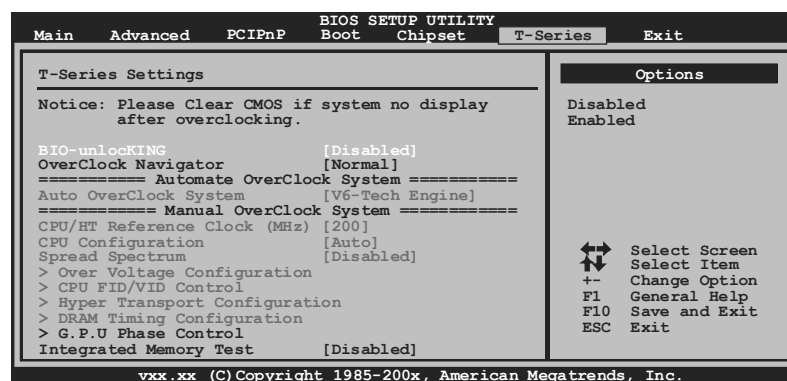 BIOS SETUP UTILITY
Main Advanced PCIPnP Boot Chipset T-Series Exit
T-Series Settings
Notice: Please Clear CMOS if system no display
after overclocking.
BIO-unlocKING [Disabled]
OverClock Navigator [Normal]
=========== Automate OverClock System ===========
Auto OverClock System [V6-Tech Engine]
============ Manual OverClock System ============
CPU/HT Reference Clock (MHz) [200]
CPU Configuration [Auto]
Spread Spectrum [Disabled]
> Over Voltage Configuration
> CPU FID/VID Control
> Hyper Transport Configuration
> DRAM Timing Configuration
> G.P.U Phase Control
Integrated Memory Test [Disabled]
Options
Disabled
Enabled
Select Screen
Select Item
+- Change Option
F1 General Help
F10 Save and Exit
ESC Exit
vxx.xx (C)Copyright 1985-200x, American Megatrends, Inc.